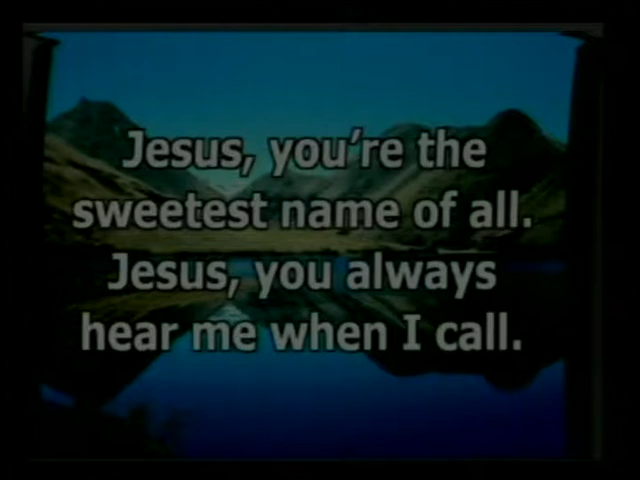 Jesus, you're the
sweetest name of all.
Jesus, you always
hear me when I call.